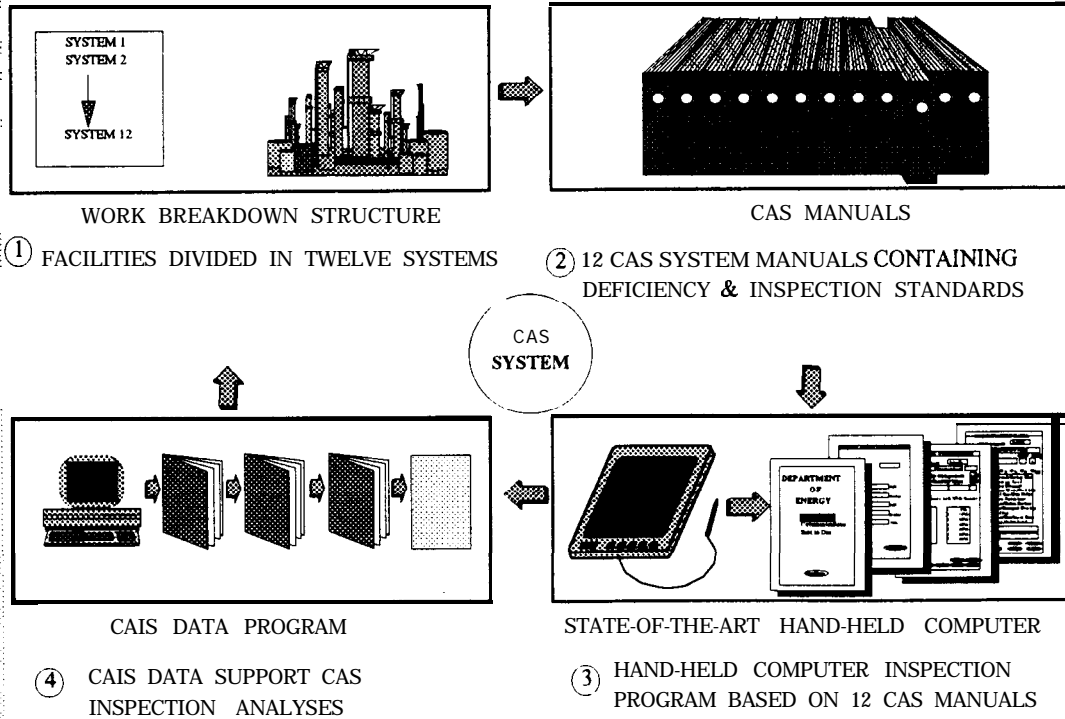 SYSTEM 1
SYSTEM 2
SYSTEM 12
WORK BREAKDOWN STRUCTURE
① FACILITIES DIVIDED IN TWELVE SYSTEMS
CAS MANUALS
② 12 CAS SYSTEM MANUALS CONTAINING
DEFICIENCY & INSPECTION STANDARDS
CAS
SYSTEM
DEPARTMENT
OF
ENERGY
STATE-OF-THE-ART HAND-HELD COMPUTER
③ HAND-HELD COMPUTER INSPECTION
PROGRAM BASED ON 12 CAS MANUALS
CAIS DATA PROGRAM
④ CAIS DATA SUPPORT CAS
INSPECTION ANALYSES